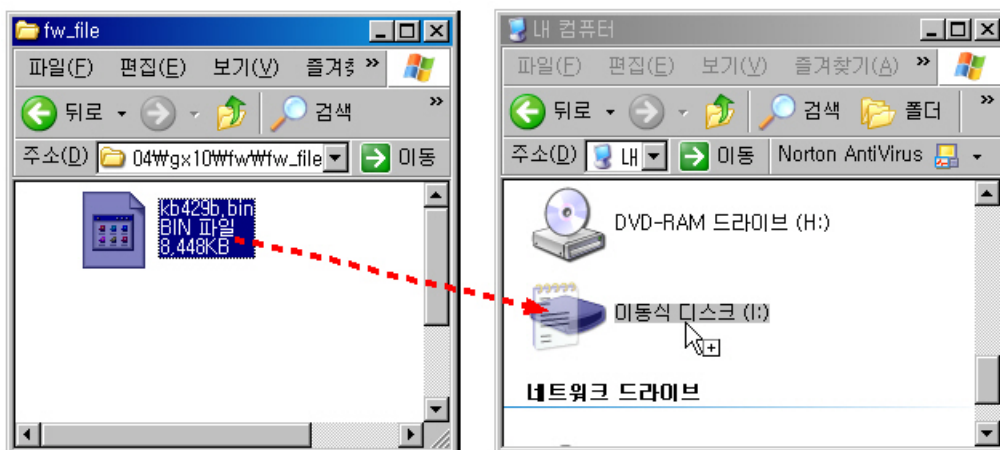 fw_file
파일(F) 편집(E) 보기(V) 즐겨취 »
뒤로 검색 »
주소(D) 04₩gx10₩fw₩fw_file 이동
kb429b.bin
BIN 파일
8,448KB
내 컴퓨터
파일(F) 편집(E) 보기(V) 즐겨찾기(A) »
뒤로 검색 폴더 »
주소(D) 내 이동 Norton AntiVirus
DVD-RAM 드라이브 (H:)
이동식 디스크 (I:)
네트워크 드라이브